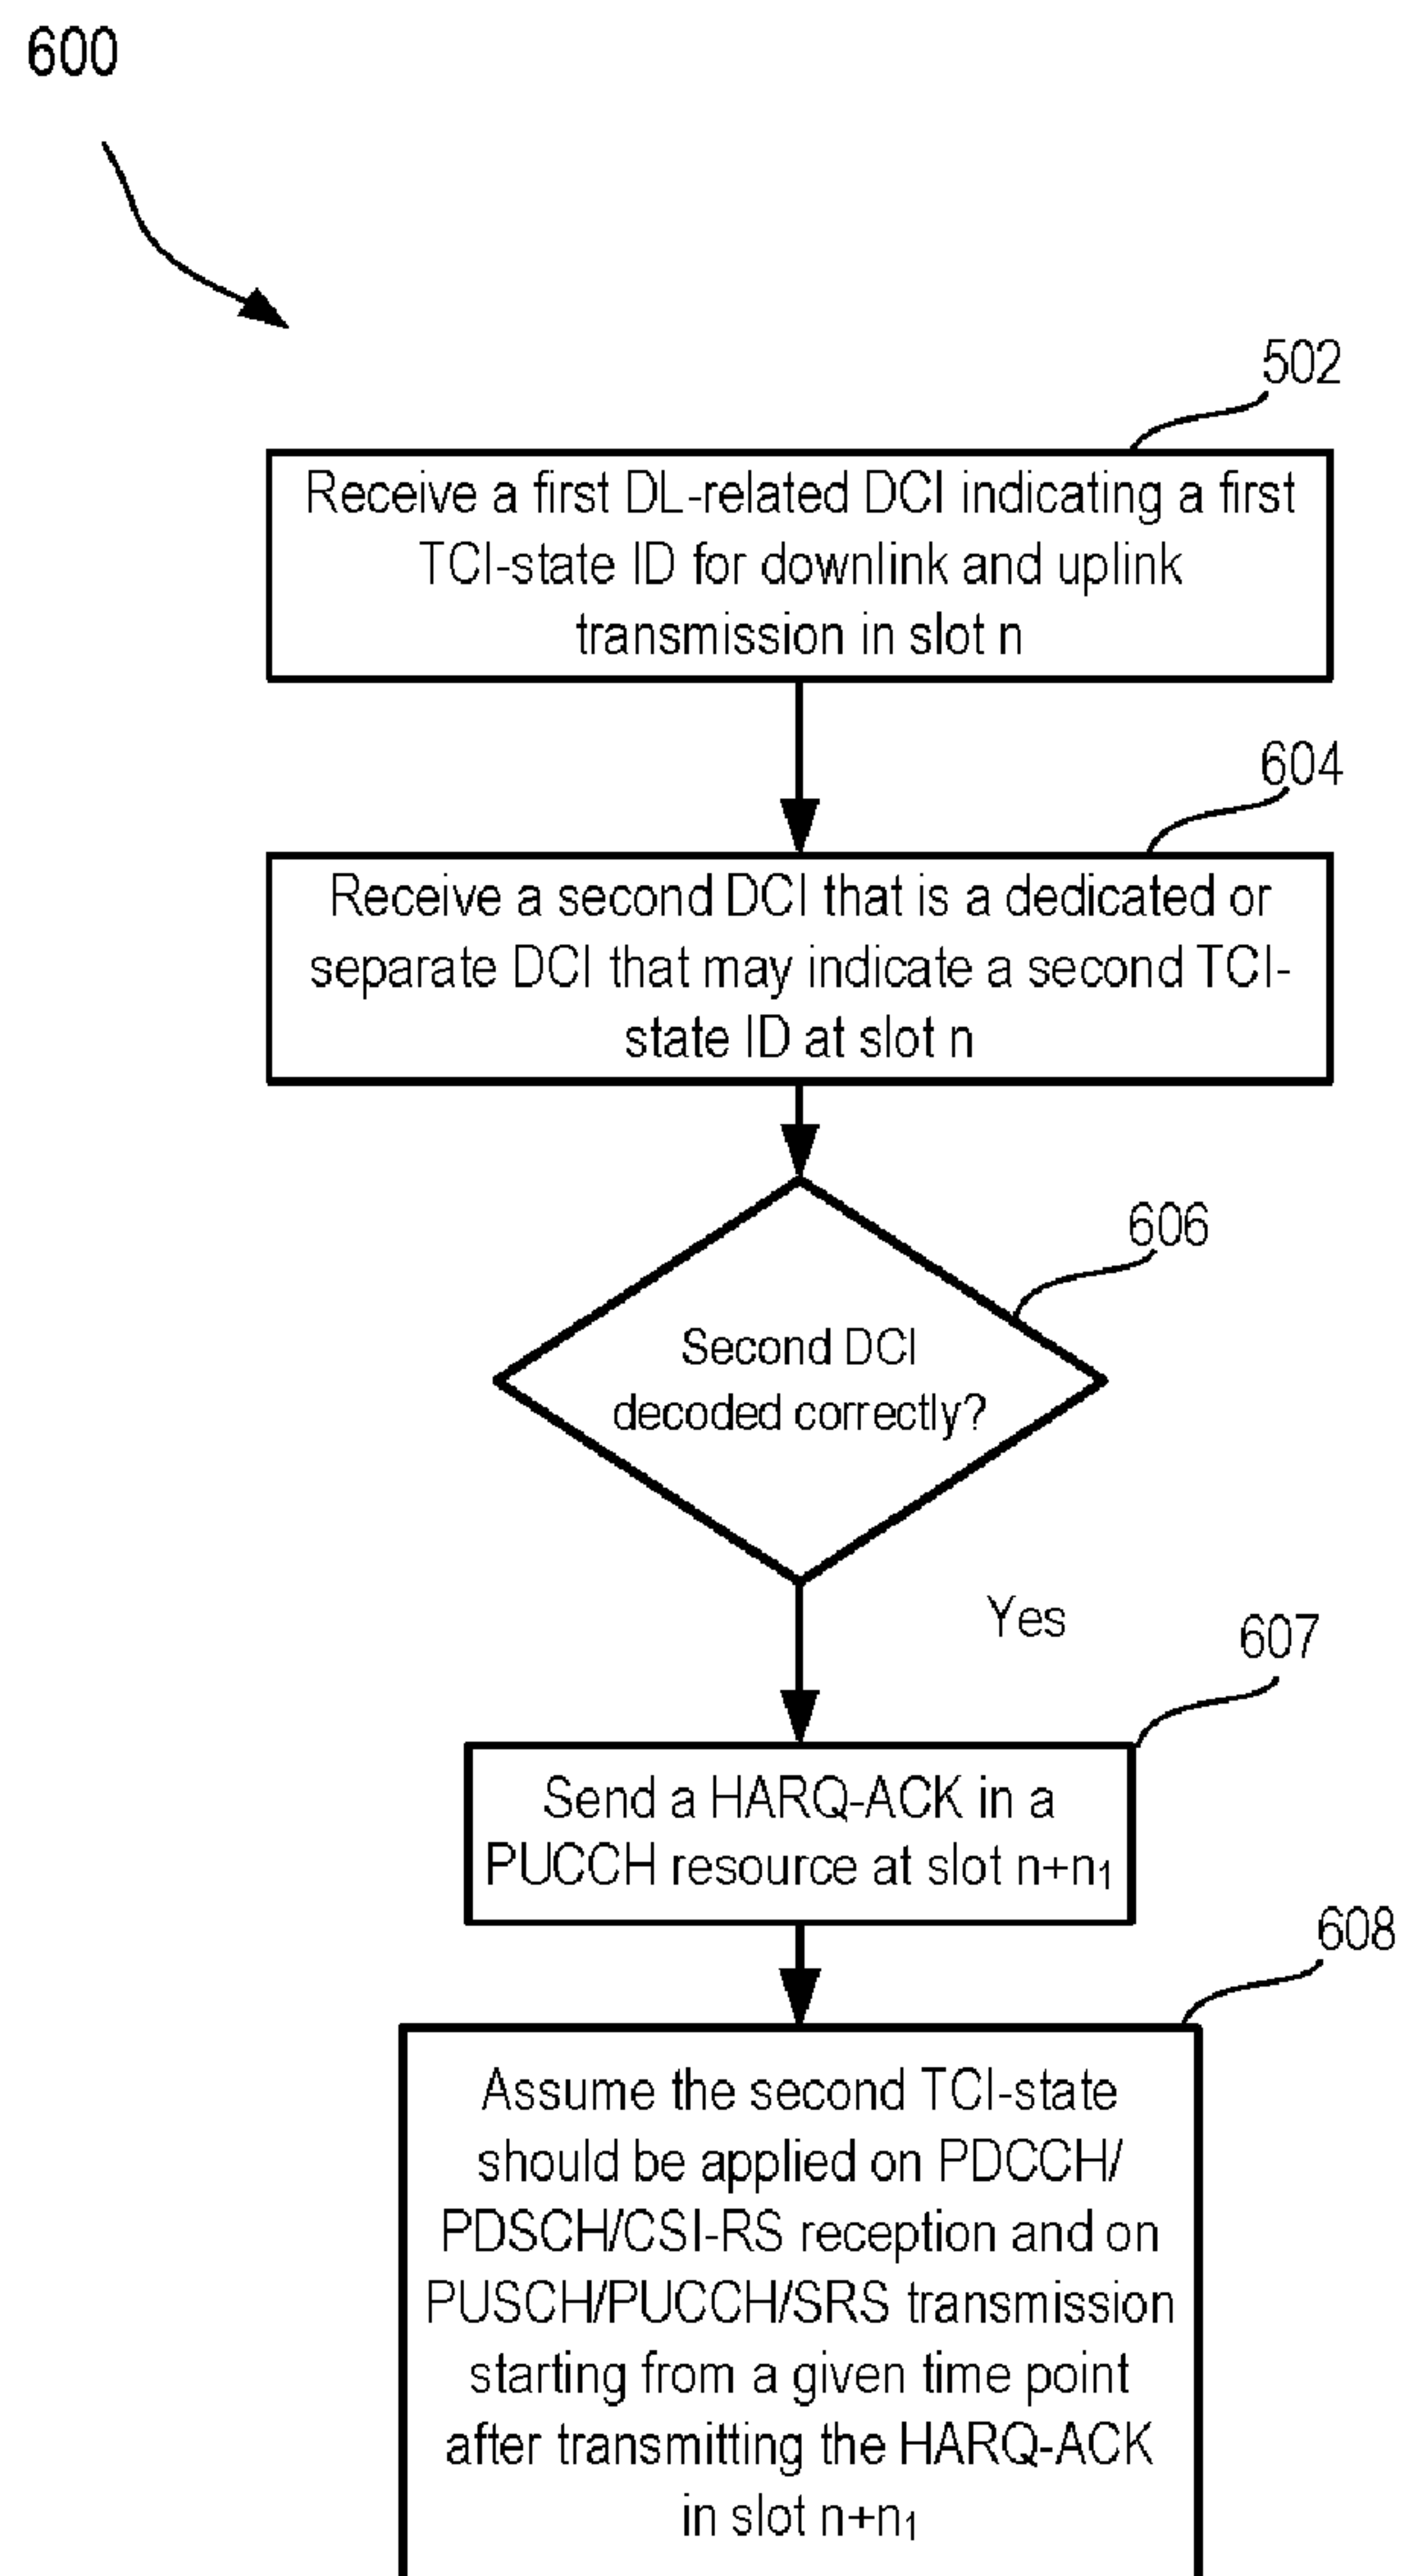 600
502
Receive a first DL-related DCI indicating a first
TCI-state ID for downlink and uplink
transmission in slot n
604
Receive a second DCI that is a dedicated or
separate DCI that may indicate a second TCI-
state ID at slot n
606
Second DCI
decoded correctly?
Yes
607
Send a HARQ-ACK in a
PUCCH resource at slot n+n₁
608
Assume the second TCI-state
should be applied on PDCCH/
PDSCH/CSI-RS reception and on
PUSCH/PUCCH/SRS transmission
starting from a given time point
after transmitting the HARQ-ACK
in slot n+n₁